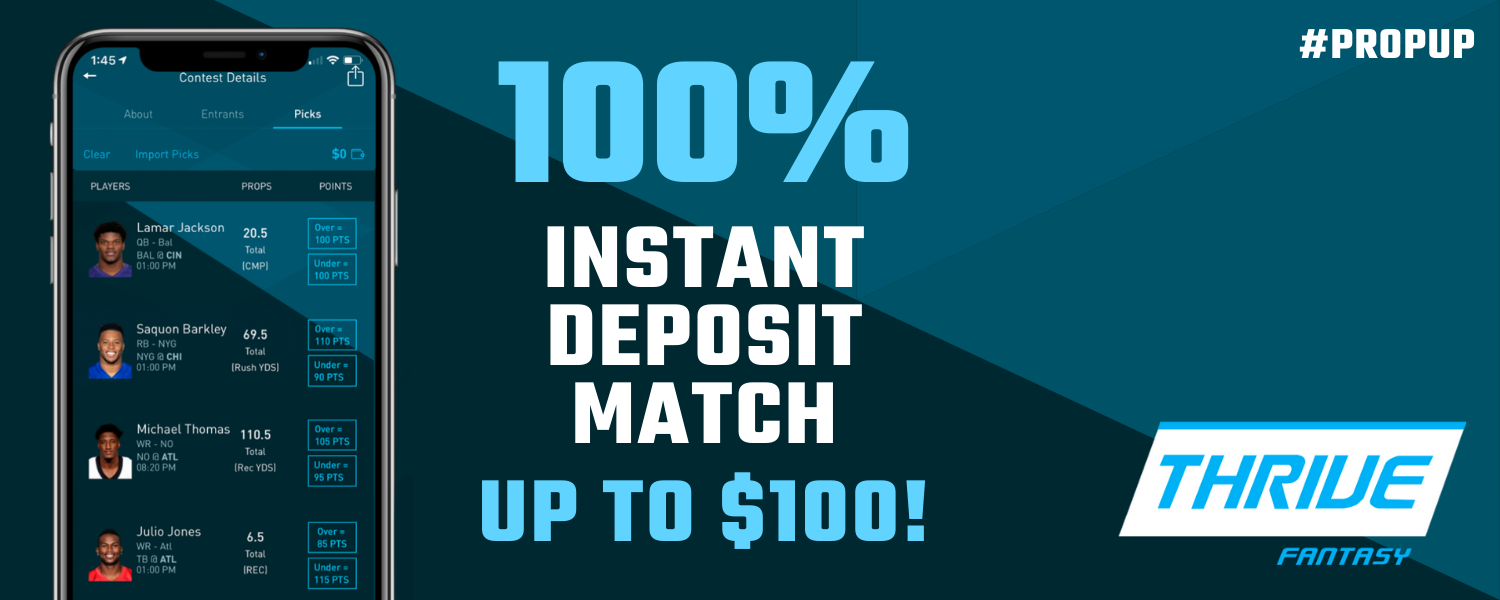 1:45
Contest Details
About Entrants Picks
Clear Import Picks $0
PLAYERS PROPS POINTS
Lamar Jackson
QB - Bal
BAL @ CIN
01:00 PM
20.5
Total
(CMP)
Over =
100 PTS
Under =
100 PTS
Saquon Barkley
RB - NYG
NYG @ CHI
01:00 PM
69.5
Total
(Rush YDS)
Over =
110 PTS
Under =
90 PTS
Michael Thomas
WR - NO
NO @ ATL
08:20 PM
110.5
Total
(Rec YDS)
Over =
105 PTS
Under =
95 PTS
Julio Jones
WR - Atl
TB @ ATL
01:00 PM
6.5
Total
(REC)
Over =
85 PTS
Under =
115 PTS
100%
INSTANT
DEPOSIT
MATCH
UP TO $100!
#PROPUP
THRIVE
FANTASY